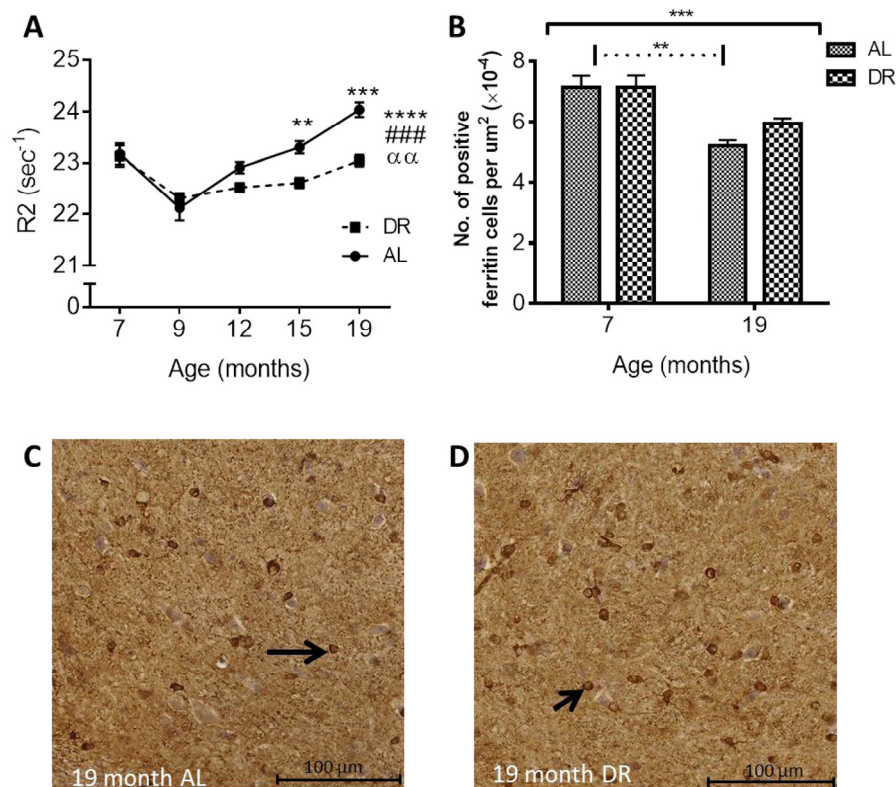 A
25
24
23
22
21
0
R2 (sec-1)
***
**
****
###
αα
DR
AL
7 9 12 15 19
Age (months)
B
***
**
AL
DR
8
6
4
2
0
No. of positive
ferritin cells per um2 (×10-4)
7 19
Age (months)
C
19 month AL
100 µm
D
19 month DR
100 µm